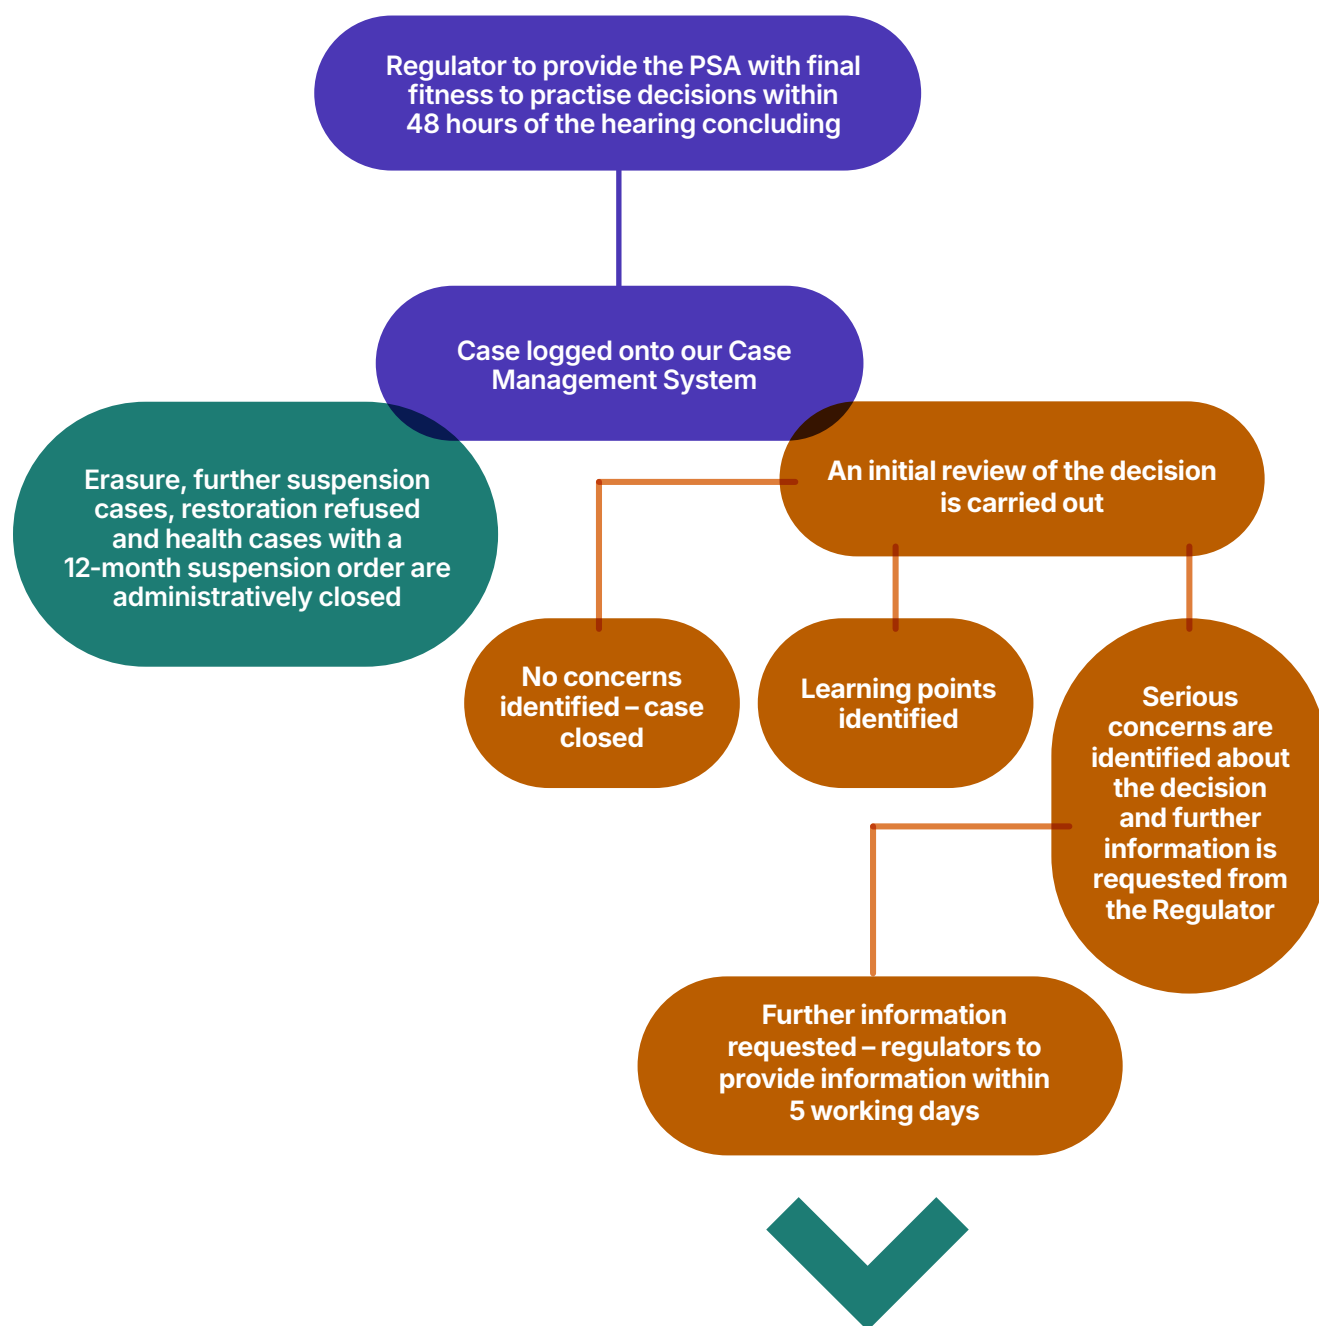 Regulator to provide the PSA with final
fitness to practise decisions within
48 hours of the hearing concluding
Case logged onto our Case
Management System
Erasure, further suspension
cases, restoration refused
and health cases with a
12-month suspension order are
administratively closed
An initial review of the decision
is carried out
No concerns
identified – case
closed
Learning points
identified
Serious
concerns are
identified about
the decision
and further
information is
requested from
the Regulator
Further information
requested – regulators to
provide information within
5 working days